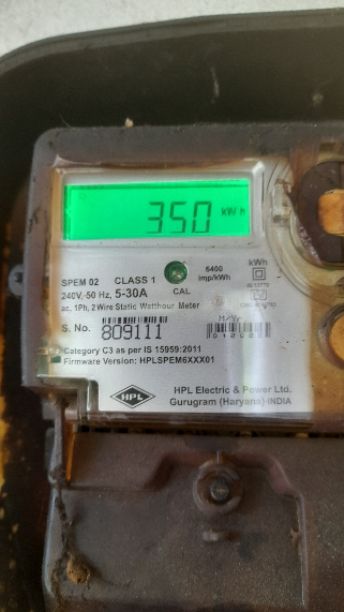 350 kWh
SPEM 02 CLASS 1
240V, 50 Hz, 5-30A
CAL
6400
imp/kWh
kWh
ac, 1Ph, 2 Wire Static Watthour Meter
S. No. 809111
M/Yr.
Category C3 as per IS 15959:2011
Firmware Version: HPLSPEM6XXX01
HPL
HPL Electric & Power Ltd.
Gurugram (Haryana)-INDIA